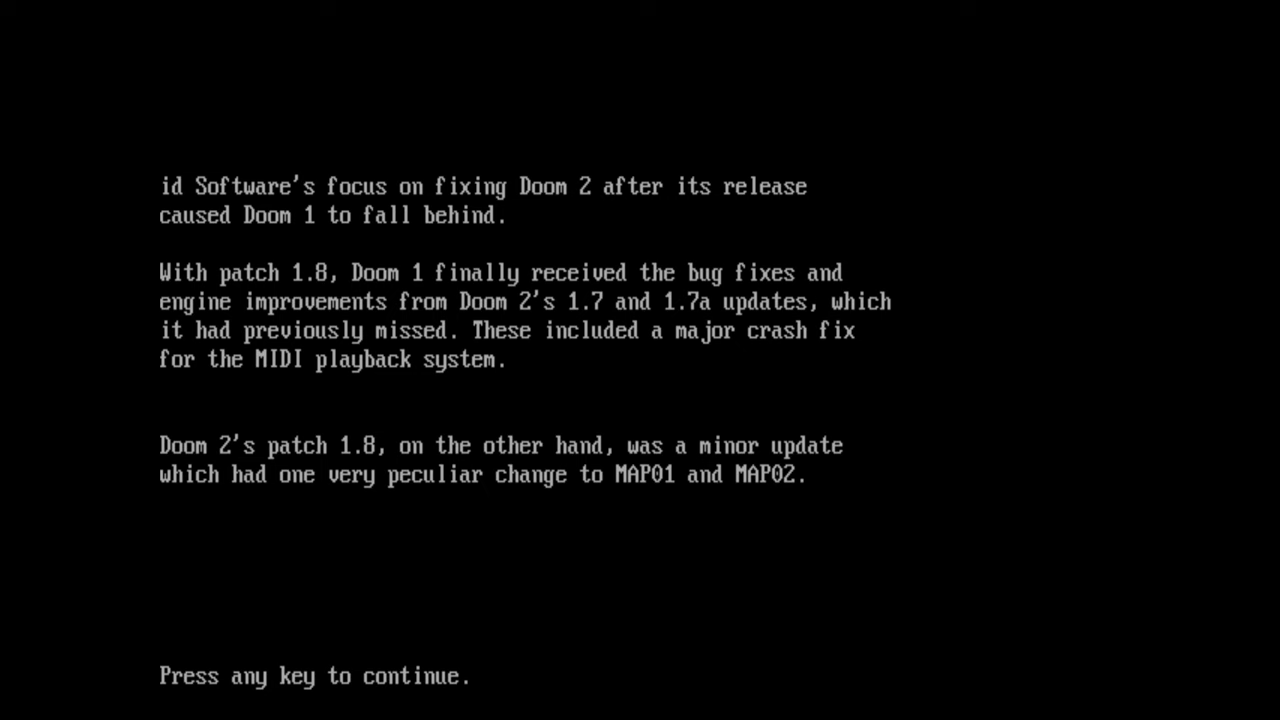 id Software's focus on fixing Doom 2 after its release
caused Doom 1 to fall behind.
With patch 1.8, Doom 1 finally received the bug fixes and
engine improvements from Doom 2's 1.7 and 1.7a updates, which
it had previously missed. These included a major crash fix
for the MIDI playback system.
Doom 2's patch 1.8, on the other hand, was a minor update
which had one very peculiar change to MAP01 and MAP02.
Press any key to continue.